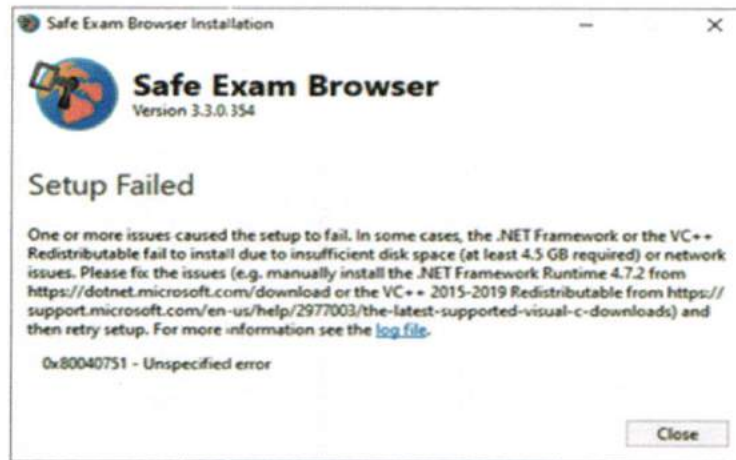 Safe Exam Browser Installation
Safe Exam Browser
Version 3.3.0.354
Setup Failed
One or more issues caused the setup to fail. In some cases, the .NET Framework or the VC++
Redistributable fail to install due to insufficient disk space (at least 4.5 GB required) or network
issues. Please fix the issues (e.g. manually install the .NET Framework Runtime 4.7.2 from
https://dotnet.microsoft.com/download or the VC++ 2015-2019 Redistributable from https://
support.microsoft.com/en-us/help/2977003/the-latest-supported-visual-c-downloads) and
then retry setup. For more information see the log file.
0x80040751 - Unspecified error
Close